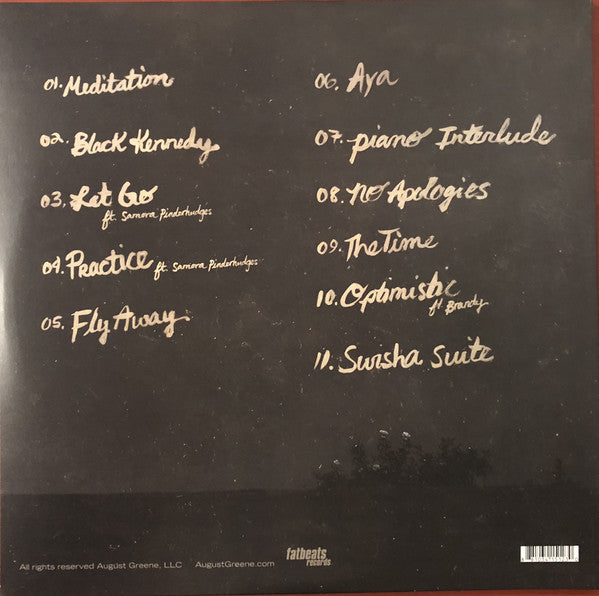 01. Meditation
02. Black Kennedy
03. Let Go
ft. Samora Pinderhudges
04. Practice ft. Samora Pinderhudges
05. Fly Away
06. Aya
07. piano Interlude
08. No Apologies
09. The Time
10. Optimistic
ft. Brandy
11. Swisha Suite
All rights reserved August Greene, LLC AugustGreene.com
fatbeats
records